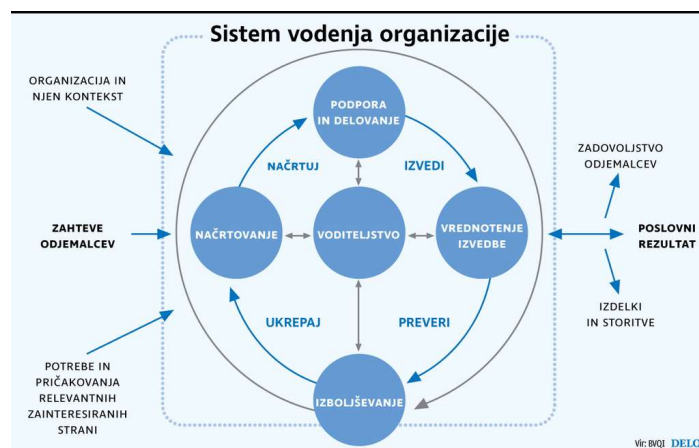 Sistem vodenja organizacije
ORGANIZACIJA IN
NJEN KONTEKST
PODPORA
IN DELOVANJE
NAČRTUJ
IZVEDI
ZADOVOLJSTVO
ODJEMALCEV
ZAHTEVE
ODJEMALCEV
NAČRTOVANJE
VODITELJSTVO
VREDNOTENJE
IZVEDBE
POSLOVNI
REZULTAT
UKREPAJ
PREVERI
IZDELKI
IN STORITVE
POTREBE IN
PRIČAKOVANJA
RELEVANTNIH
ZAINTERESIRANIH
STRANI
IZBOLJŠEVANJE
Vir: BVQI DELO